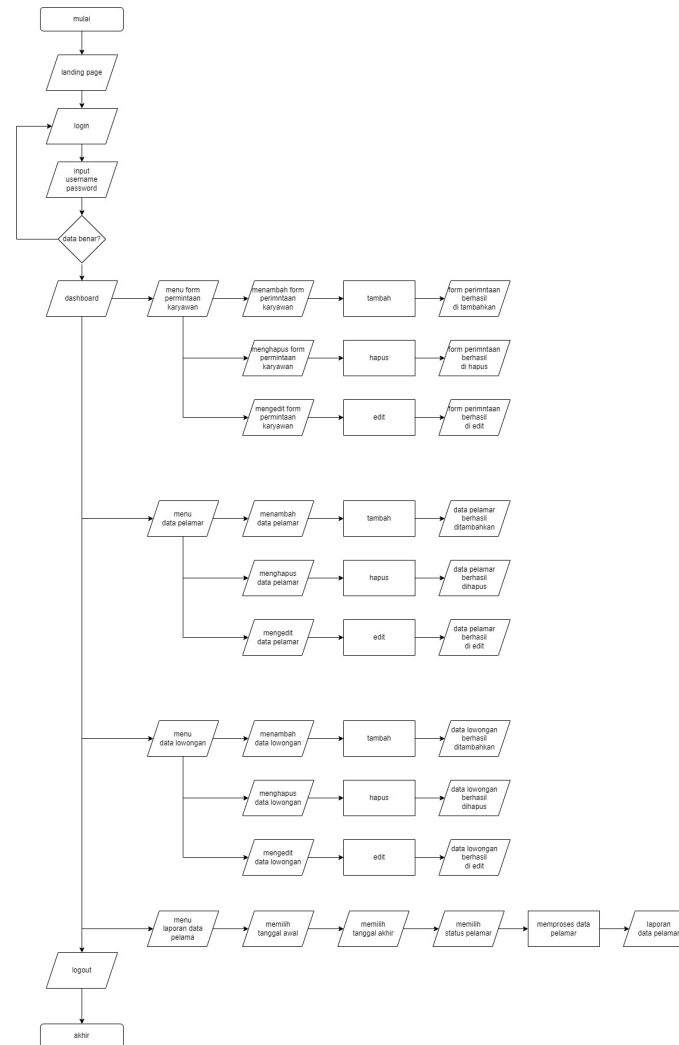 mulai
landing page
login
input
username
password
data benar?
dashboard
menu form
permintaan
karyawan
menambah form
perimntaan
karyawan
tambah
form perimntaan
berhasil
di tambahkan
menghapus form
permintaan
karyawan
hapus
form perimntaan
berhasil
di hapus
mengedit form
permintaan
karyawan
edit
form perimntaan
berhasil
di edit
menu
data pelamar
menambah
data pelamar
tambah
data pelamar
berhasil
ditambahkan
menghapus
data pelamar
hapus
data pelamar
berhasil
dihapus
mengedit
data pelamar
edit
data pelamar
berhasil
di edit
menu
data lowongan
menambah
data lowongan
tambah
data lowongan
berhasil
ditambahkan
menghapus
data lowongan
hapus
data lowongan
berhasil
dihapus
mengedit
data lowongan
edit
data lowongan
berhasil
di edit
menu
laporan data
pelama
memilih
tanggal awal
memilih
tanggal akhir
memilih
status pelamar
memproses data
pelamar
laporan
data pelamar
logout
akhir